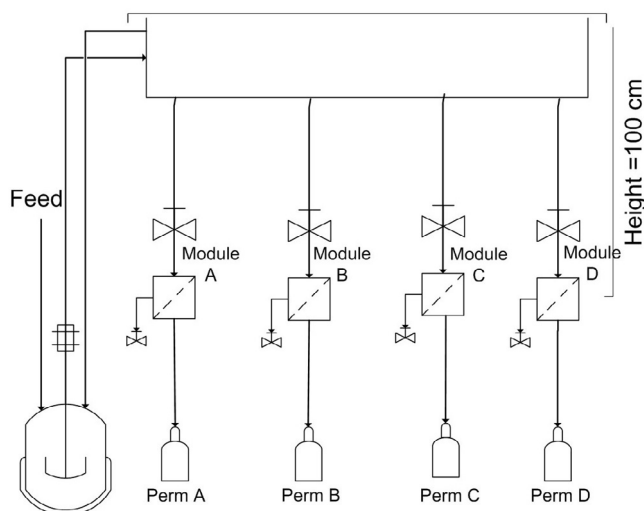 Height =100 cm
Feed
Module
A
Module
B
Module
C
Module
D
Perm A
Perm B
Perm C
Perm D